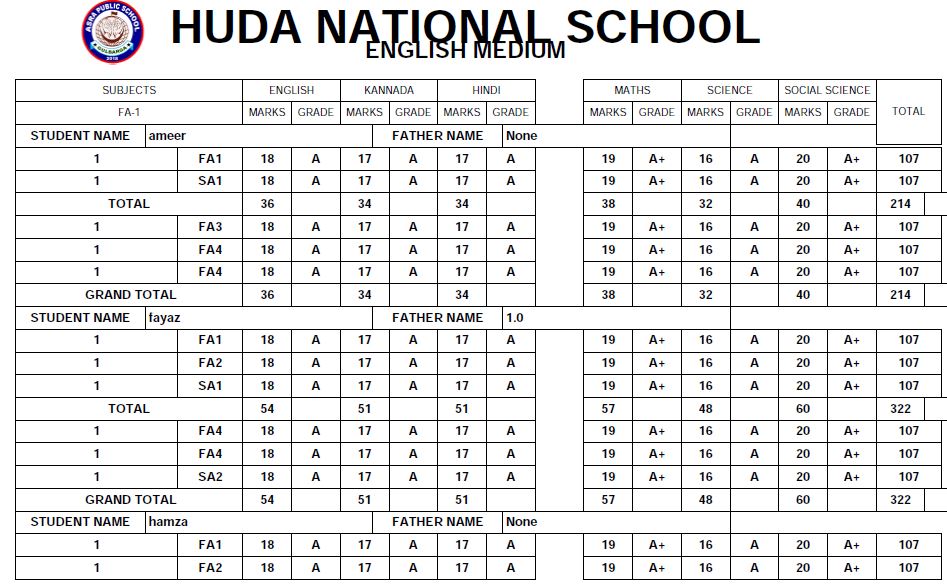 ASRA PUBLIC SCHOOL
GULBARGA
2018
HUDA NATIONAL SCHOOL
ENGLISH MEDIUM
SUBJECTS ENGLISH KANNADA HINDI MATHS SCIENCE SOCIAL SCIENCE TOTAL
FA-1 MARKS GRADE MARKS GRADE MARKS GRADE MARKS GRADE MARKS GRADE MARKS GRADE
STUDENT NAME ameer FATHER NAME None
1 FA1 18 A 17 A 17 A 19 A+ 16 A 20 A+ 107
1 SA1 18 A 17 A 17 A 19 A+ 16 A 20 A+ 107
TOTAL 36 34 34 38 32 40 214
1 FA3 18 A 17 A 17 A 19 A+ 16 A 20 A+ 107
1 FA4 18 A 17 A 17 A 19 A+ 16 A 20 A+ 107
1 FA4 18 A 17 A 17 A 19 A+ 16 A 20 A+ 107
GRAND TOTAL 36 34 34 38 32 40 214
STUDENT NAME fayaz FATHER NAME 1.0
1 FA1 18 A 17 A 17 A 19 A+ 16 A 20 A+ 107
1 FA2 18 A 17 A 17 A 19 A+ 16 A 20 A+ 107
1 SA1 18 A 17 A 17 A 19 A+ 16 A 20 A+ 107
TOTAL 54 51 51 57 48 60 322
1 FA4 18 A 17 A 17 A 19 A+ 16 A 20 A+ 107
1 FA4 18 A 17 A 17 A 19 A+ 16 A 20 A+ 107
1 SA2 18 A 17 A 17 A 19 A+ 16 A 20 A+ 107
GRAND TOTAL 54 51 51 57 48 60 322
STUDENT NAME hamza FATHER NAME None
1 FA1 18 A 17 A 17 A 19 A+ 16 A 20 A+ 107
1 FA2 18 A 17 A 17 A 19 A+ 16 A 20 A+ 107